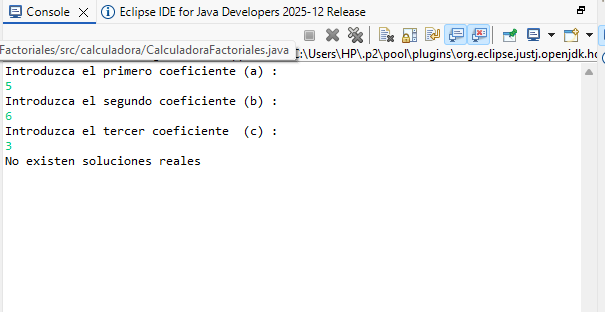 Console
Eclipse IDE for Java Developers 2025-12 Release
Factoriales/src/calculadora/CalculadoraFactoriales.java
C:\Users\HP\.p2\pool\plugins\org.eclipse.justj.openjdk.ho
Introduzca el primero coeficiente (a) :
5
Introduzca el segundo coeficiente (b) :
6
Introduzca el tercer coeficiente  (c) :
3
No existen soluciones reales